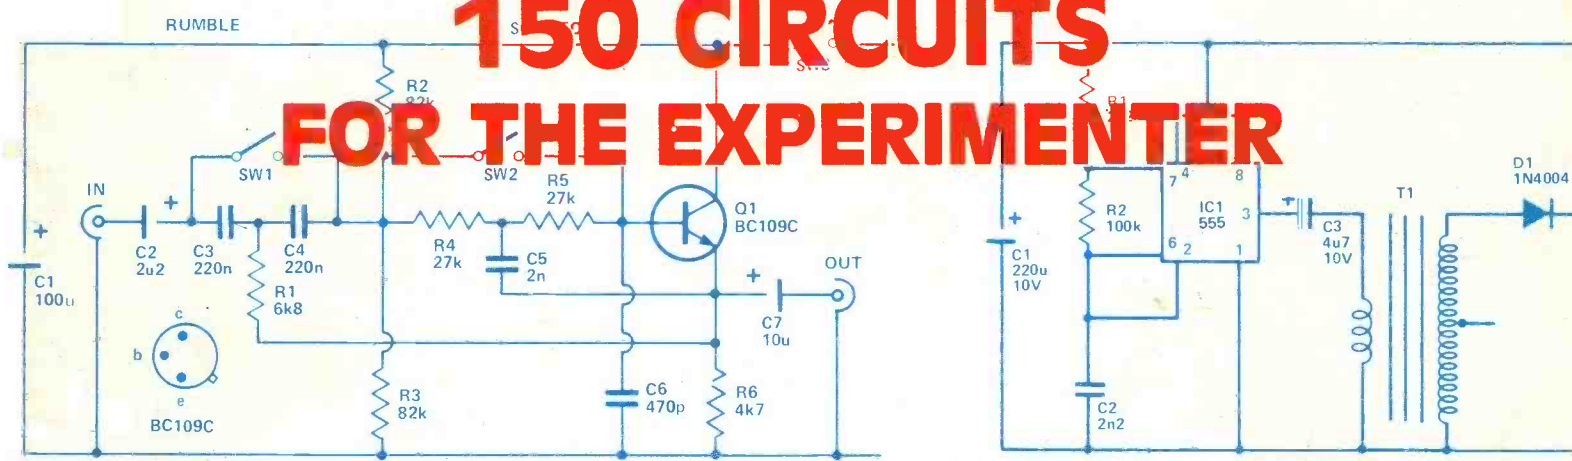 150 CIRCUITS
FOR THE EXPERIMENTER
RUMBLE
R2
82k
SW1
SW2
R5
27k
IN
C2
2u2
C3
220n
C4
220n
R4
27k
C5
2n
Q1
BC109C
C1
100u
R1
6k8
OUT
C7
10u
c
b
e
BC109C
R3
82k
C6
470p
R6
4k7
R1
7
4
8
R2
100k
IC1
555
3
6
2
1
C1
220u
10V
C3
4u7
10V
T1
D1
1N4004
C2
2n2